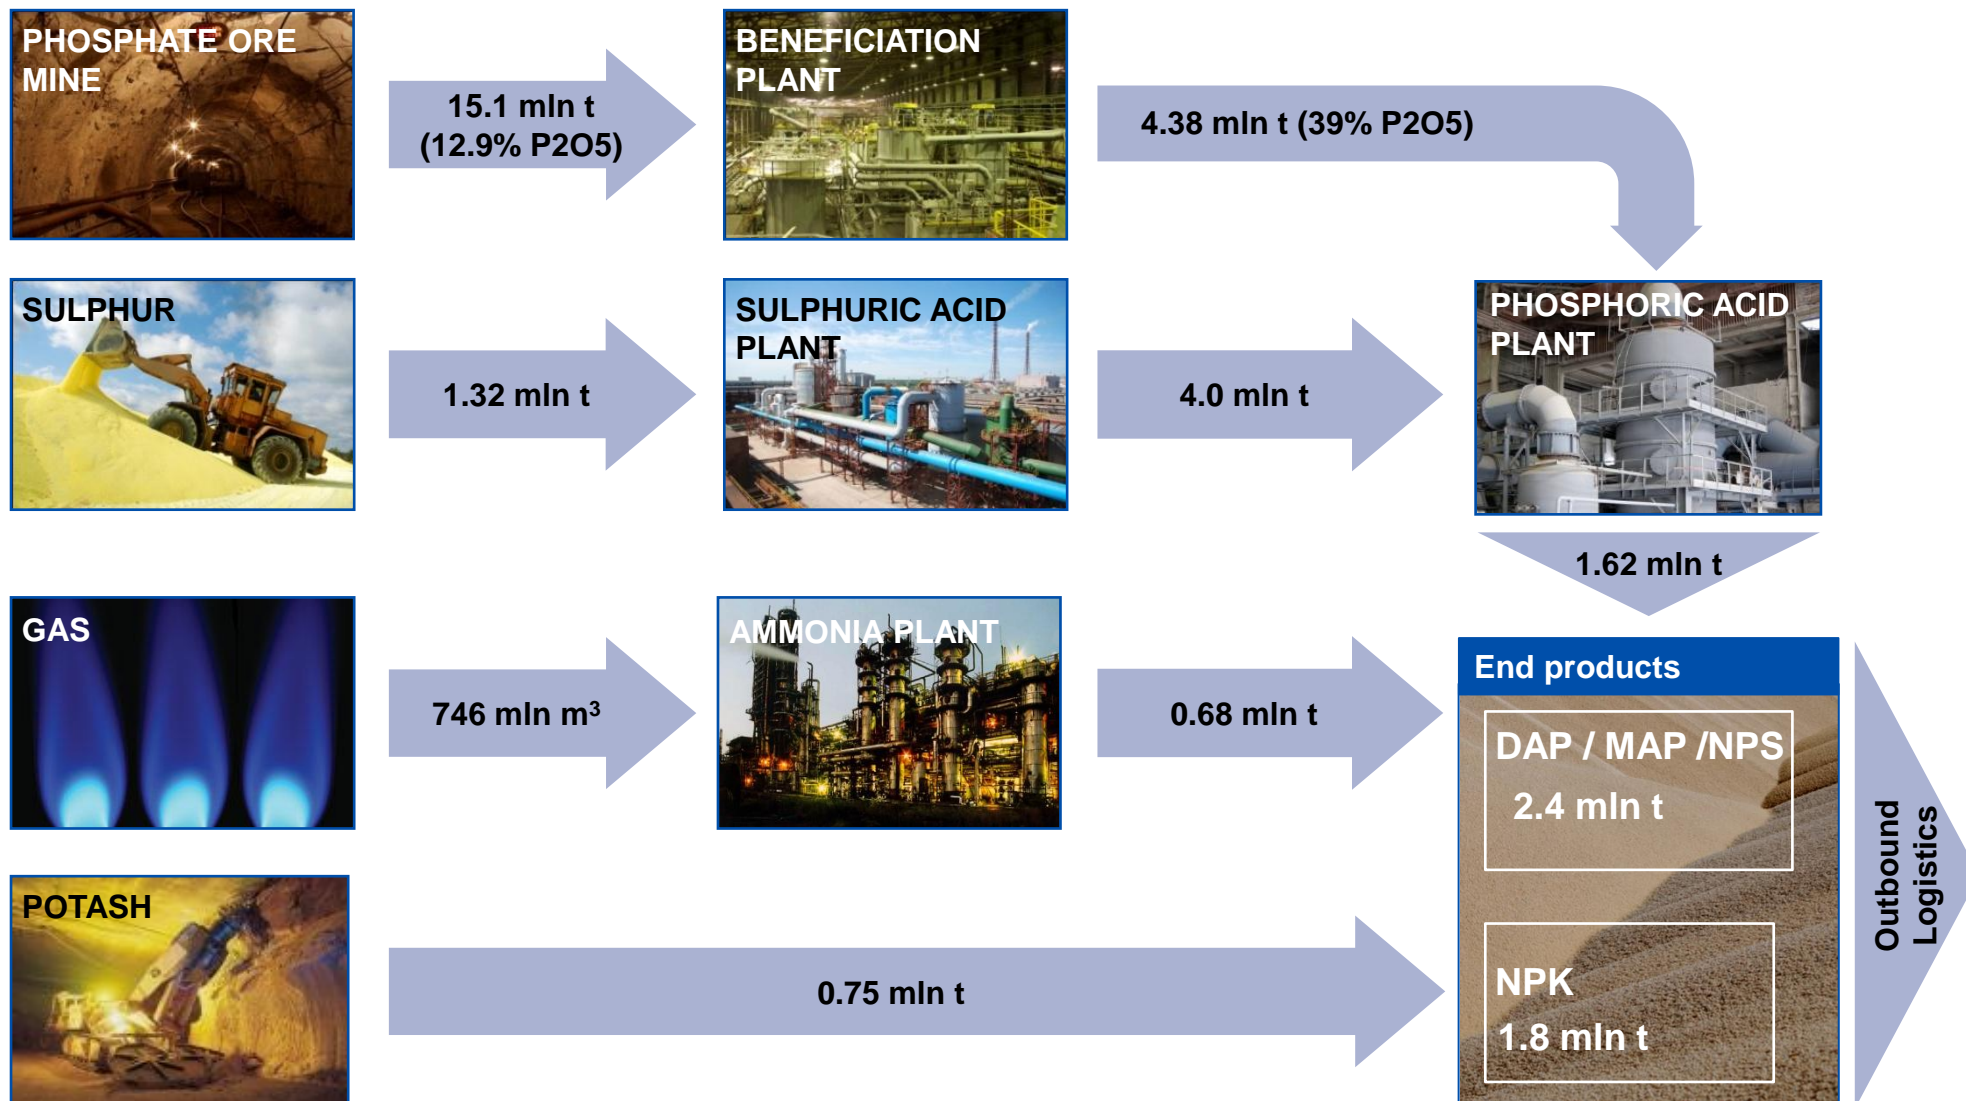 PHOSPHATE ORE
MINE
15.1 mln t
(12.9% P2O5)
BENEFICIATION
PLANT
4.38 mln t (39% P2O5)
SULPHUR
1.32 mln t
SULPHURIC ACID
PLANT
4.0 mln t
PHOSPHORIC ACID
PLANT
1.62 mln t
GAS
746 mln m³
AMMONIA PLANT
0.68 mln t
End products
DAP / MAP /NPS
2.4 mln t
POTASH
0.75 mln t
NPK
1.8 mln t
Outbound
Logistics